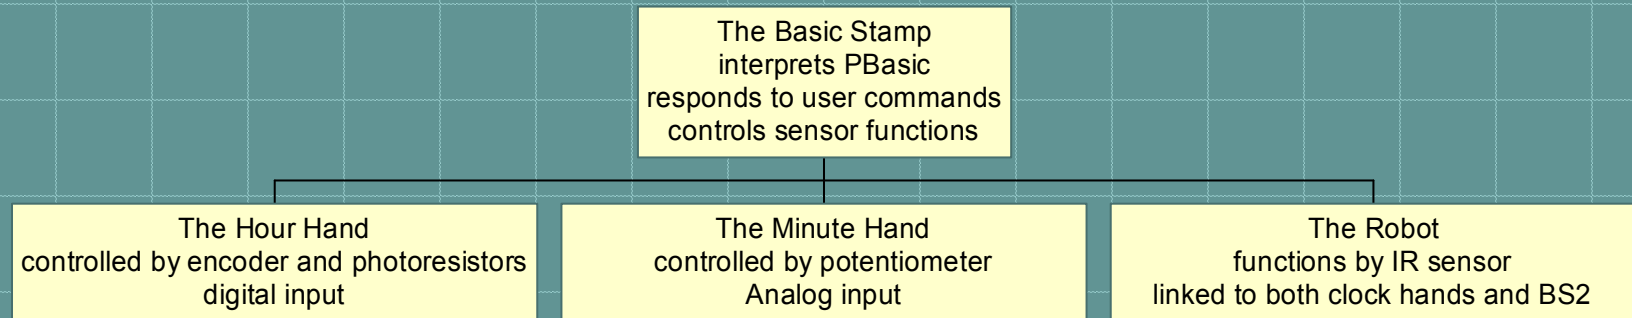 The Basic Stamp
interprets PBasic
responds to user commands
controls sensor functions
The Hour Hand
controlled by encoder and photoresistors
digital input
The Minute Hand
controlled by potentiometer
Analog input
The Robot
functions by IR sensor
linked to both clock hands and BS2